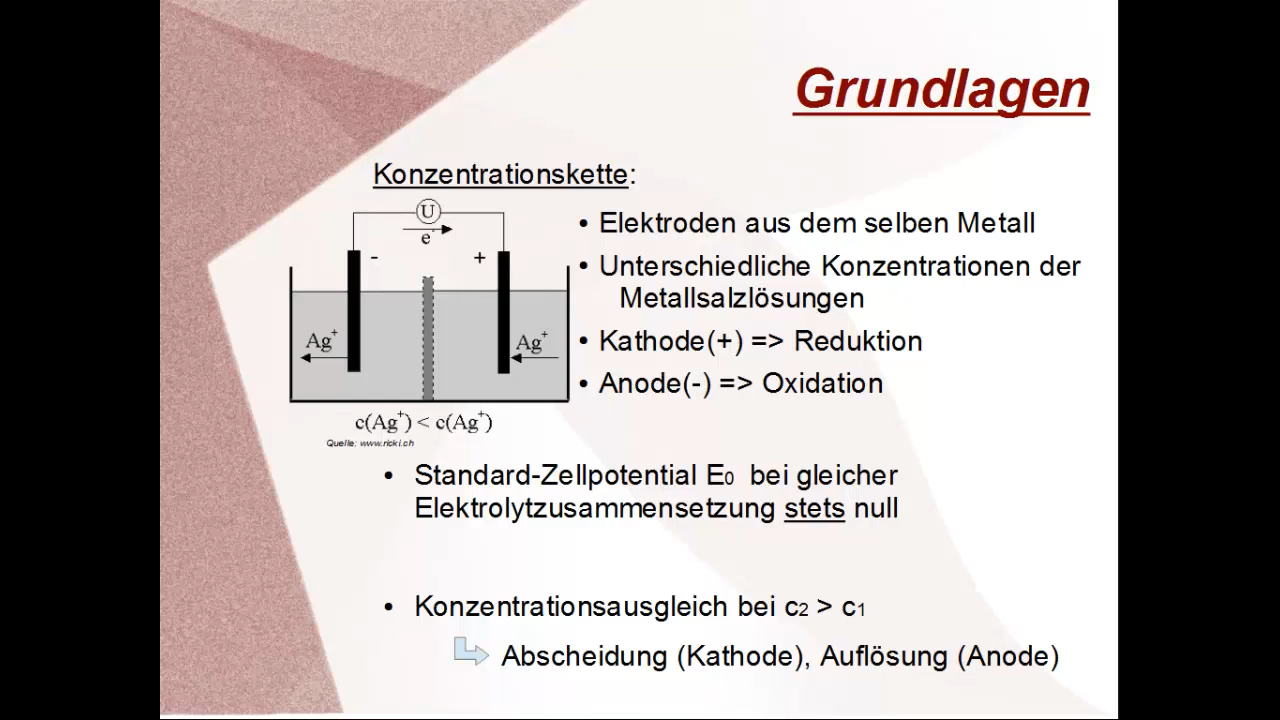 Grundlagen
Konzentrationskette:
U
e-
- +
Ag+ Ag+
c(Ag+) < c(Ag+)
Quelle: www.ricki.ch
• Elektroden aus dem selben Metall
• Unterschiedliche Konzentrationen der
Metallsalzlösungen
• Kathode(+) => Reduktion
• Anode(-) => Oxidation
• Standard-Zellpotential E0 bei gleicher
Elektrolytzusammensetzung stets null
• Konzentrationsausgleich bei c2 > c1
Abscheidung (Kathode), Auflösung (Anode)